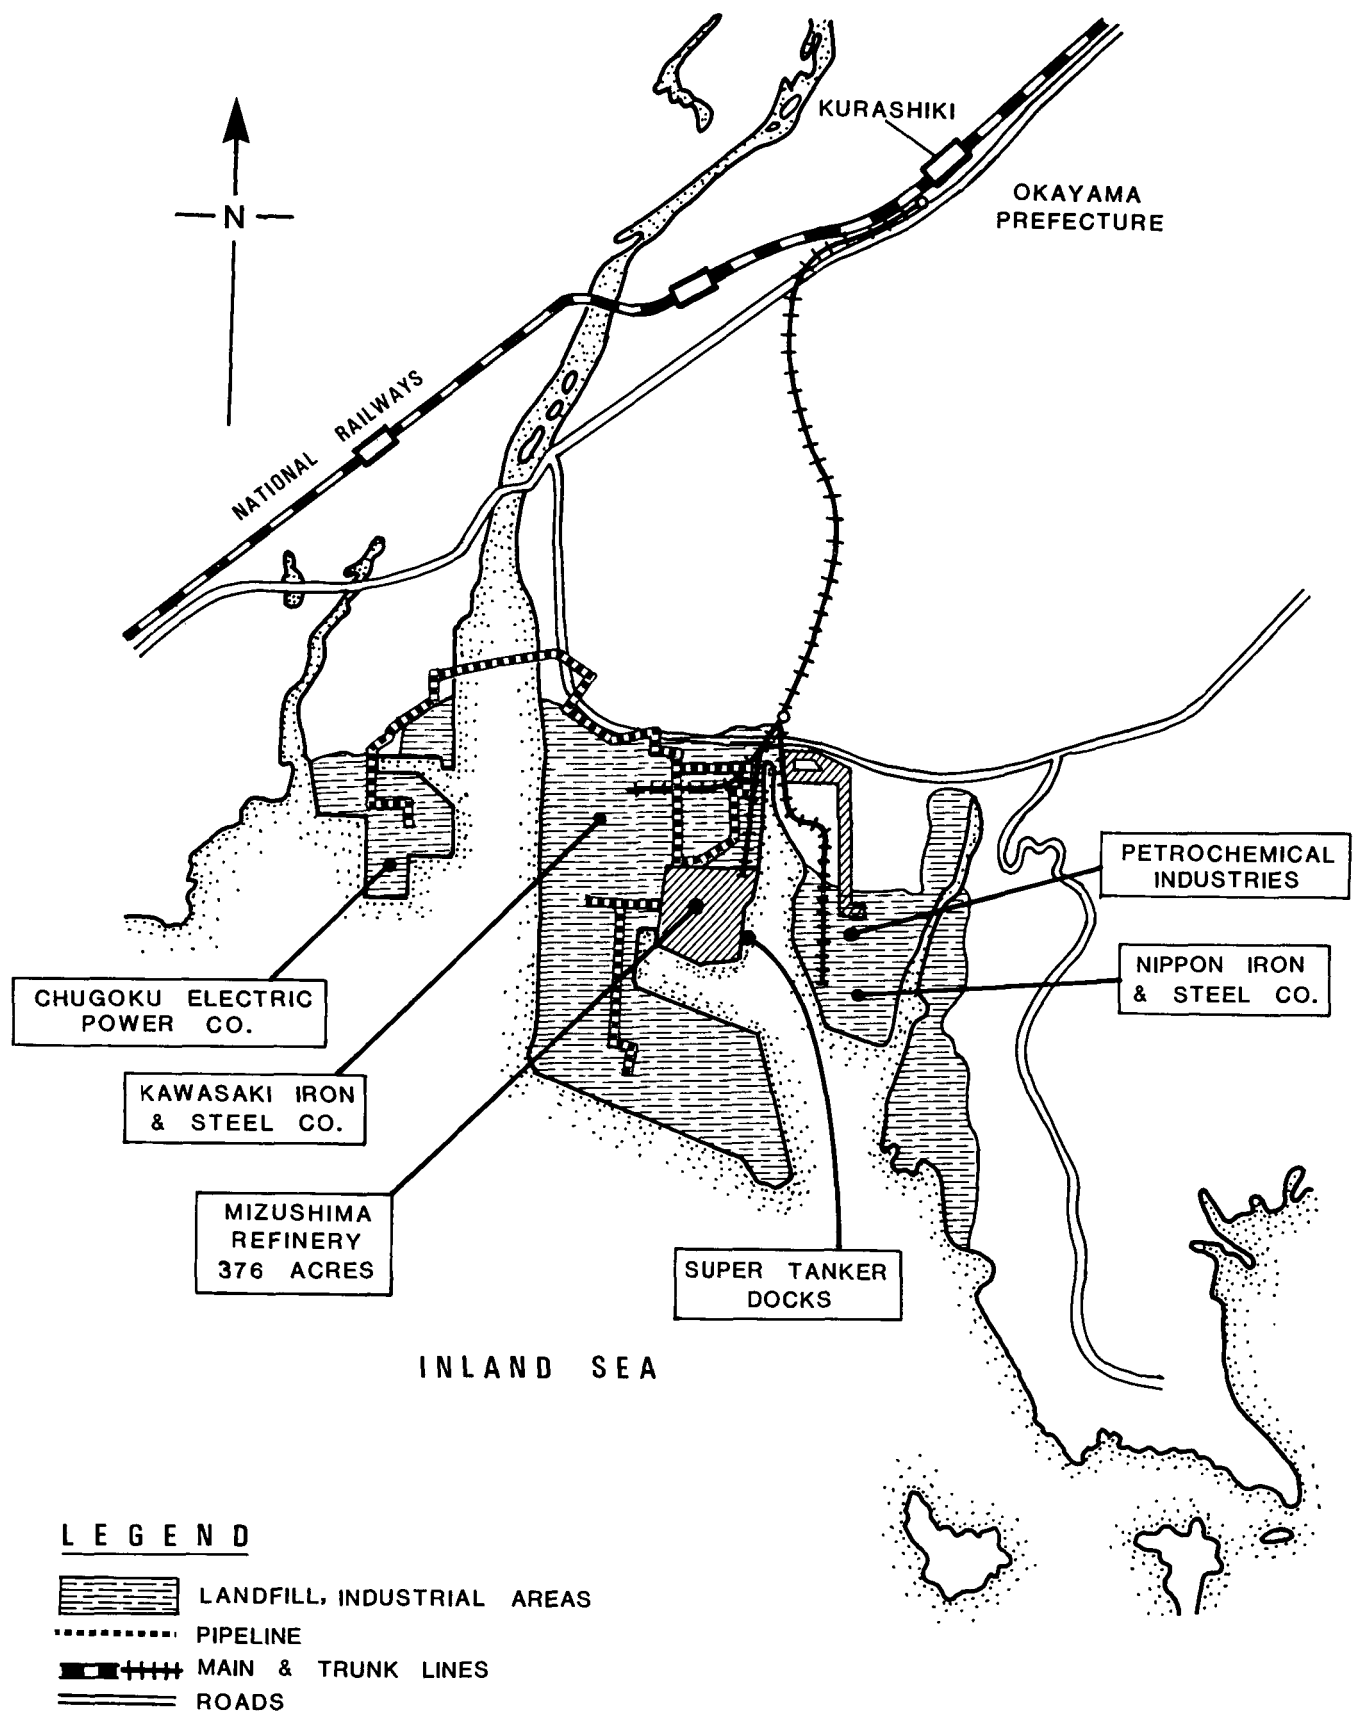 KURASHIKI
OKAYAMA
PREFECTURE
N
NATIONAL RAILWAYS
PETROCHEMICAL
INDUSTRIES
NIPPON IRON
& STEEL CO.
CHUGOKU ELECTRIC
POWER CO.
KAWASAKI IRON
& STEEL CO.
MIZUSHIMA
REFINERY
376 ACRES
SUPER TANKER
DOCKS
INLAND SEA
LEGEND
LANDFILL, INDUSTRIAL AREAS
PIPELINE
MAIN & TRUNK LINES
ROADS